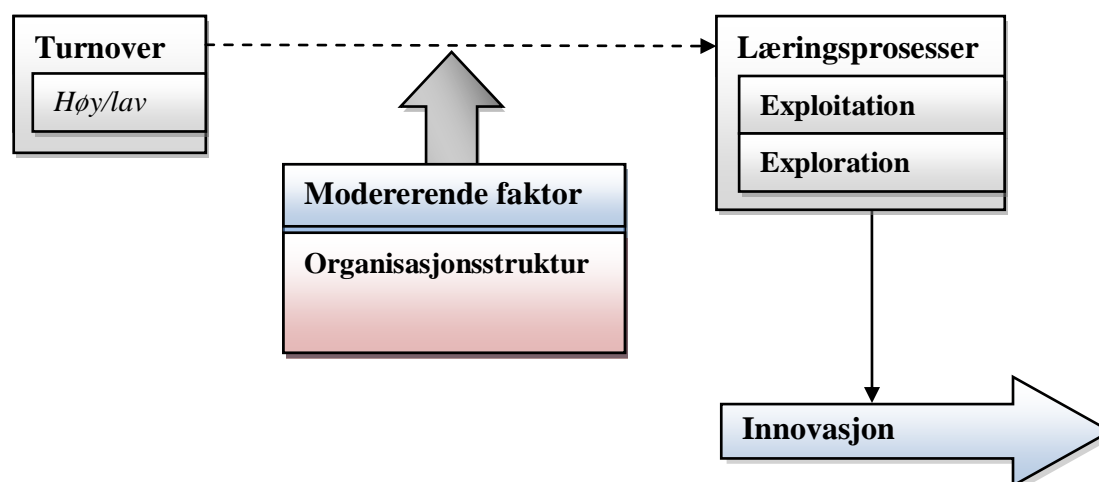 Turnover
Høy/lav
Læringsprosesser
Exploitation
Exploration
Modererende faktor
Organisasjonsstruktur
Innovasjon